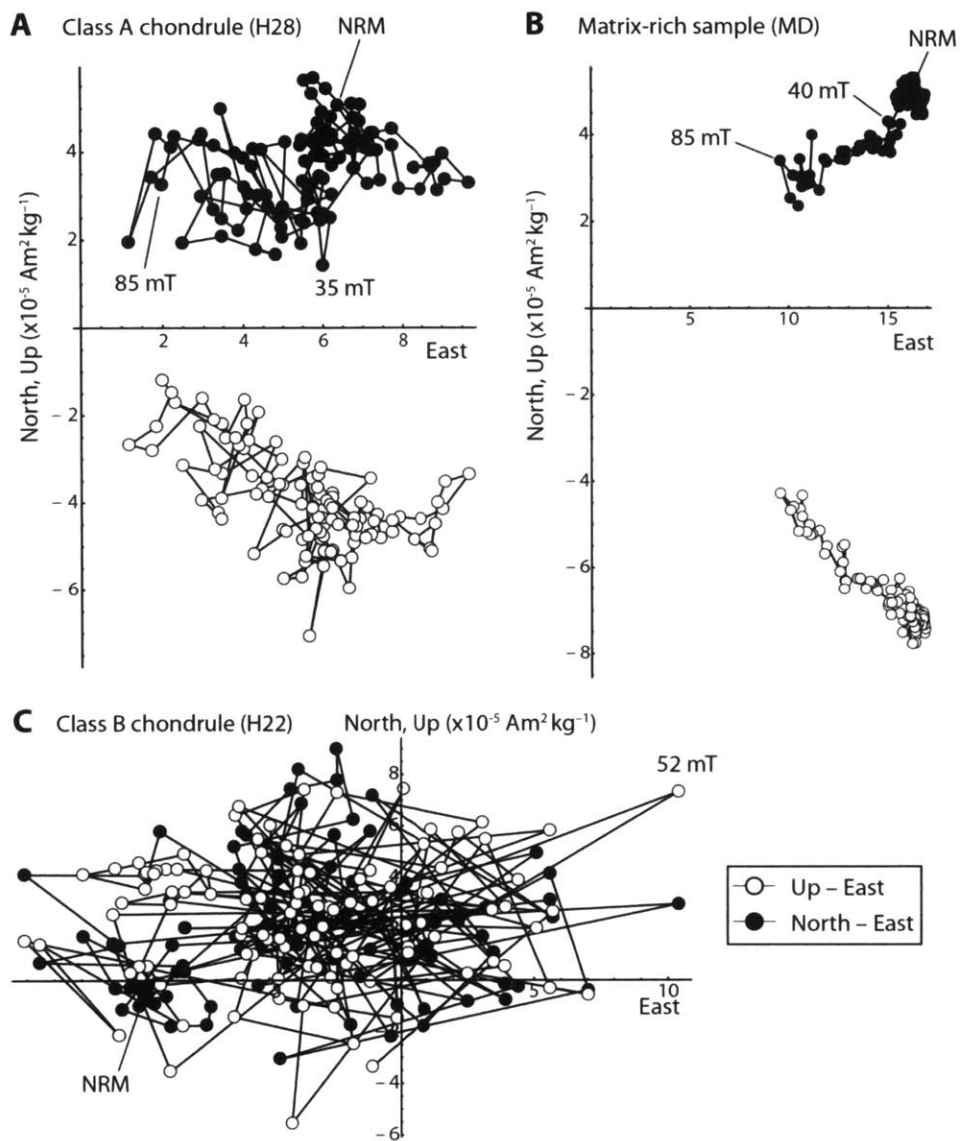 A Class A chondrule (H28)
NRM
North, Up (x10⁻⁵ Am² kg⁻¹)
4
2
85 mT
35 mT
2
4
6
8
East
− 2
− 4
− 6
B Matrix-rich sample (MD)
NRM
40 mT
85 mT
North, Up (x10⁻⁵ Am² kg⁻¹)
4
2
5
10
15
East
− 2
− 4
− 6
− 8
C Class B chondrule (H22)
North, Up (x10⁻⁵ Am² kg⁻¹)
52 mT
8
5
10
East
NRM
− 4
− 6
Up – East
North – East